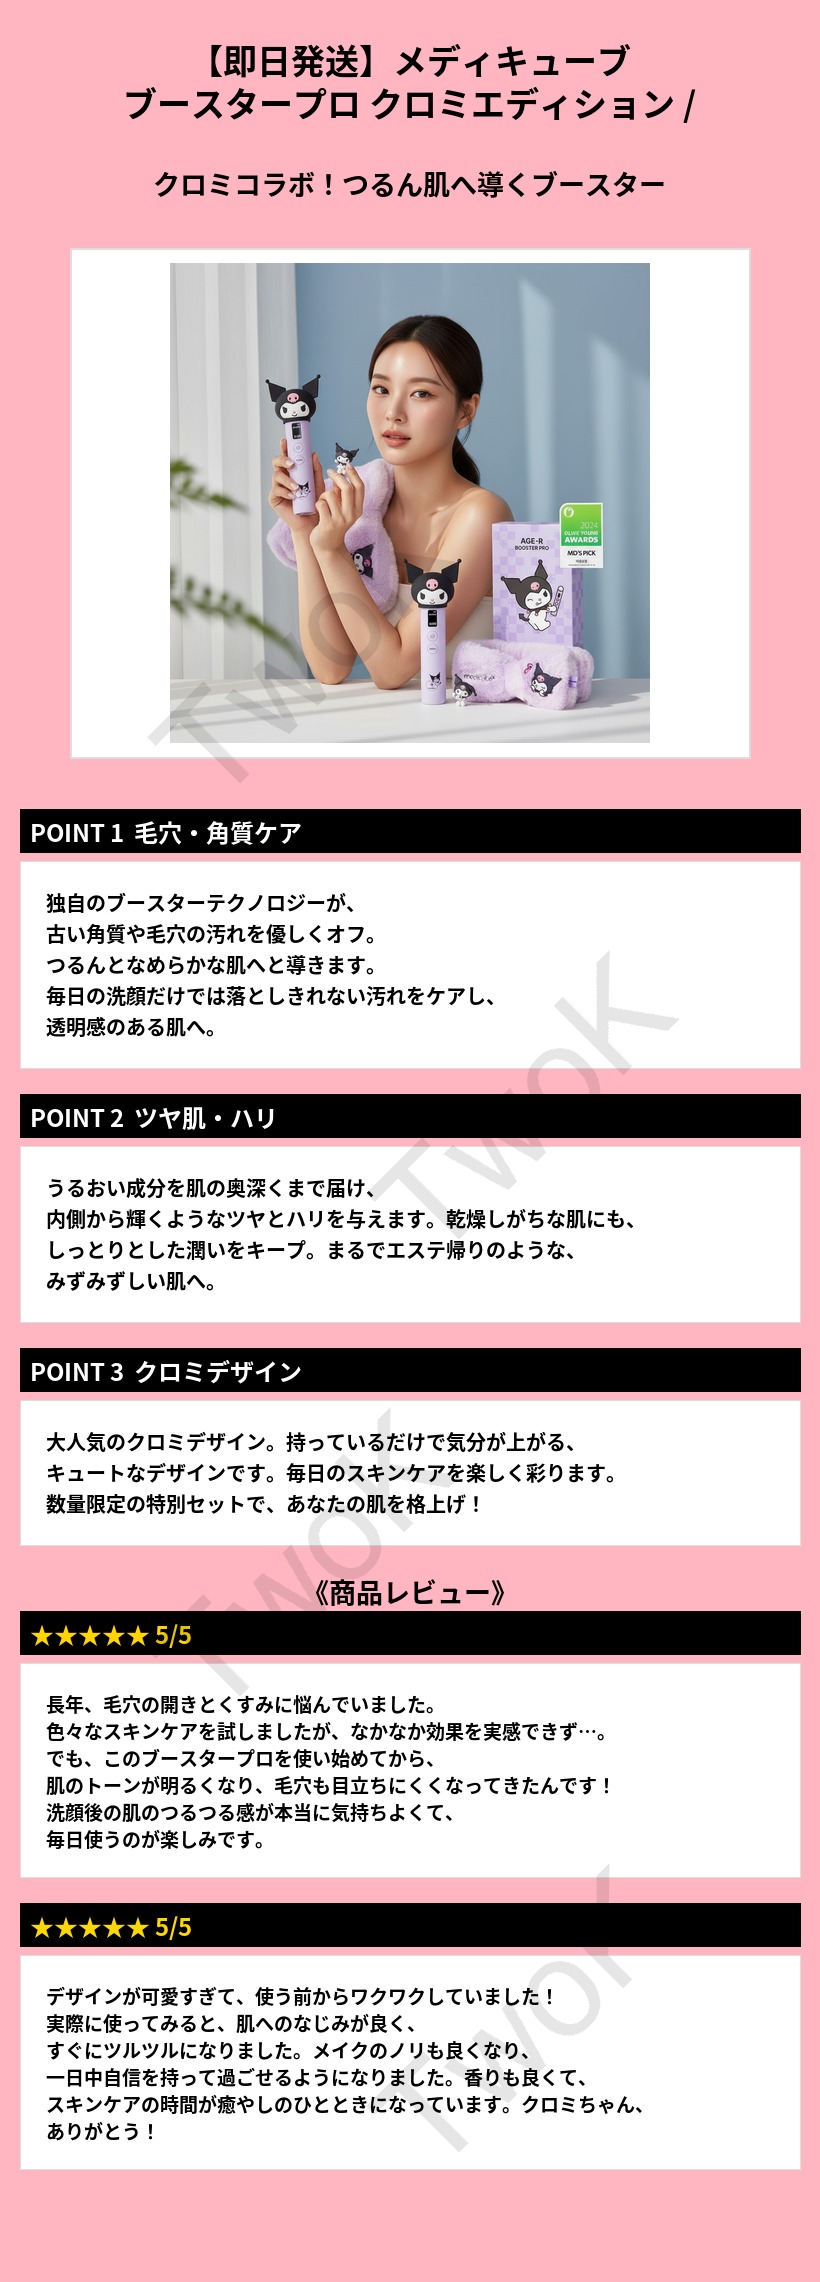 【即日発送】メディキューブ
ブースタープロ クロミエディション /
クロミコラボ！つるん肌へ導くブースター
2024
OLIVE YOUNG
AWARDS
MD'S PICK
AGE-R
BOOSTER PRO
POINT 1 毛穴・角質ケア
独自のブースターテクノロジーが、
古い角質や毛穴の汚れを優しくオフ。
つるんとなめらかな肌へと導きます。
毎日の洗顔だけでは落としきれない汚れをケアし、
透明感のある肌へ。
POINT 2 ツヤ肌・ハリ
うるおい成分を肌の奥深くまで届け、
内側から輝くようなツヤとハリを与えます。乾燥しがちな肌にも、
しっとりとした潤いをキープ。まるでエステ帰りのような、
みずみずしい肌へ。
POINT 3 クロミデザイン
大人気のクロミデザイン。持っているだけで気分が上がる、
キュートなデザインです。毎日のスキンケアを楽しく彩ります。
数量限定の特別セットで、あなたの肌を格上げ！
《商品レビュー》
★★★★★ 5/5
長年、毛穴の開きとくすみに悩んでいました。
色々なスキンケアを試しましたが、なかなか効果を実感できず…。
でも、このブースタープロを使い始めてから、
肌のトーンが明るくなり、毛穴も目立ちにくくなってきたんです！
洗顔後の肌のつるつる感が本当に気持ちよくて、
毎日使うのが楽しみです。
★★★★★ 5/5
デザインが可愛すぎて、使う前からワクワクしていました！
実際に使ってみると、肌へのなじみが良く、
すぐにツルツルになりました。メイクのノリも良くなり、
一日中自信を持って過ごせるようになりました。香りも良くて、
スキンケアの時間が癒やしのひとときになっています。クロミちゃん、
ありがとう！
TwoK
TwoK
TwoK
TwoK